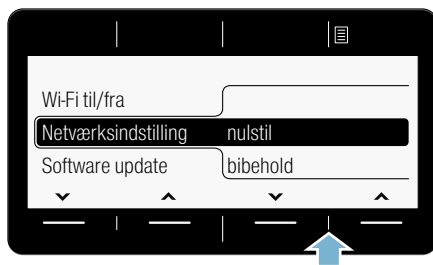 Wi-Fi til/fra
Netværksindstilling nulstil
Software update bibehold